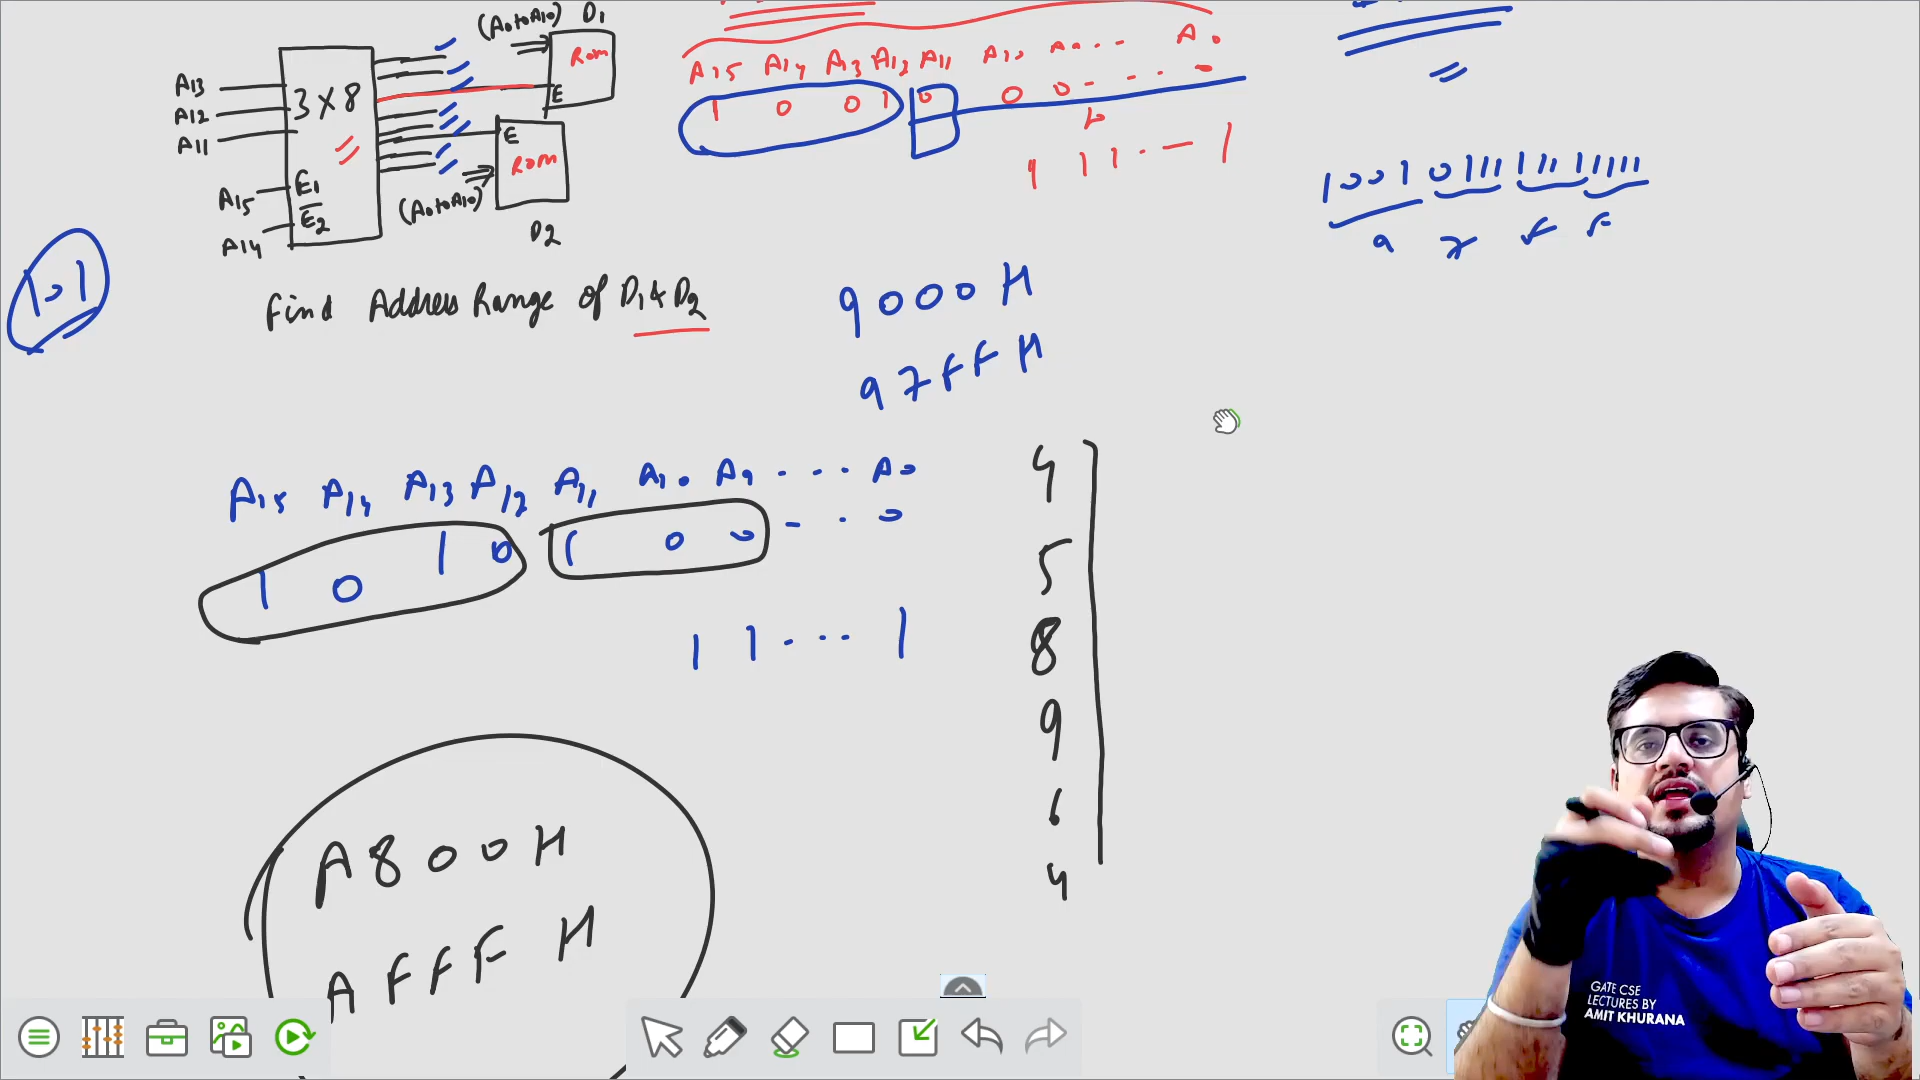 (A0 to A10) D1
Rom
A13
A12
A11
3 X 8
E
E
Rom
A15
E1
A14
E2
(A0 to A10)
D2
A15 A14 A13 A12 A11 A10 A9 ... A0
1 0 0 1 0 0 0 - - - 0
1 1 1 . — 1
1001 0111 1111 1111
9 7 F F
101
Find Address Range of D1 & D2
9000 H
97FF H
A15 A14 A13 A12 A11 A10 A9 ... A0
1 0 1 0 1 0 0 - . 0
1 1 ... 1
4
5
8
9
6
4
A800H
AFFF H
GATE CSE
LECTURES BY
AMIT KHURANA